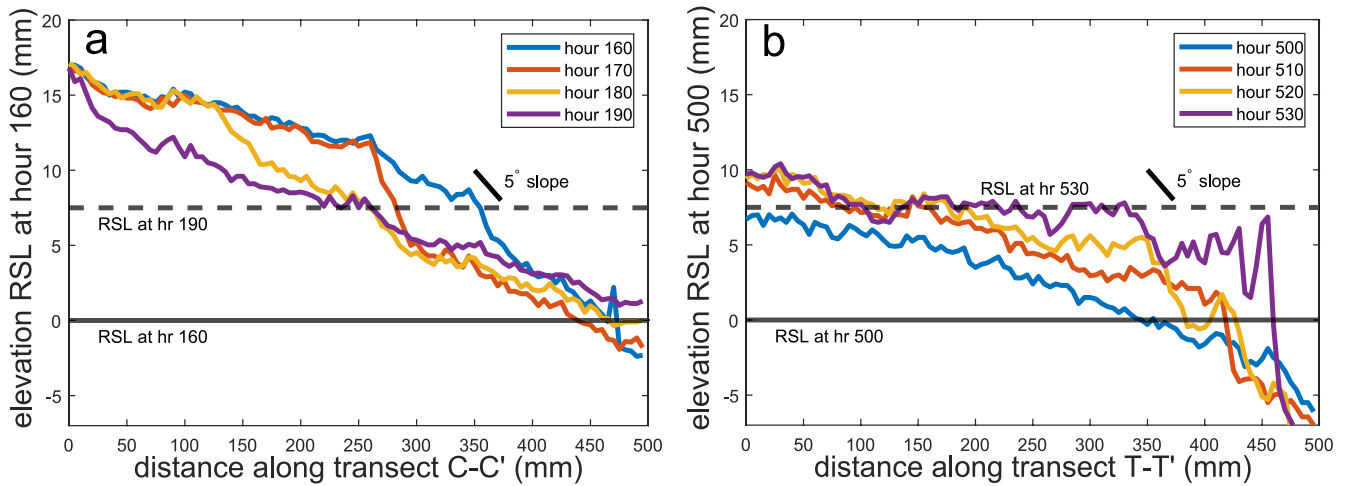 a
elevation RSL at hour 160 (mm)
20
15
10
5
0
-5
hour 160
hour 170
hour 180
hour 190
5° slope
RSL at hr 190
RSL at hr 160
0 50 100 150 200 250 300 350 400 450 500
distance along transect C-C' (mm)
b
elevation RSL at hour 500 (mm)
20
15
10
5
0
-5
hour 500
hour 510
hour 520
hour 530
5° slope
RSL at hr 530
RSL at hr 500
0 50 100 150 200 250 300 350 400 450 500
distance along transect T-T' (mm)